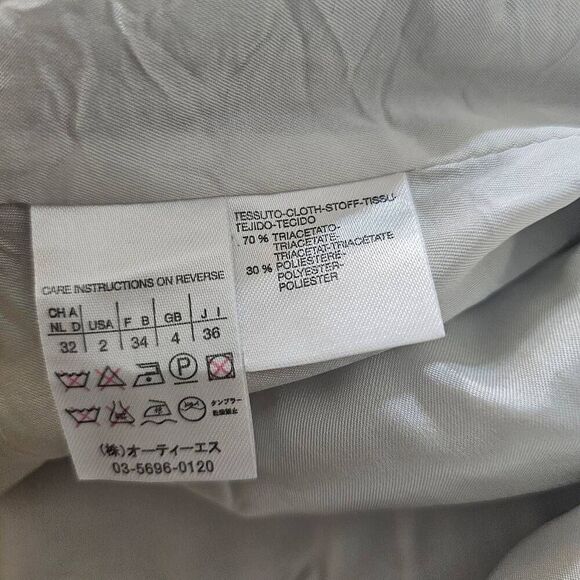 CARE INSTRUCTIONS ON REVERSE
CH A USA F B GB J I
NL D
32 2 34 4 36
P
タンブラー
乾燥禁止
(株)オーティーエス
03-5696-0120
TESSUTO-CLOTH-STOFF-TISSU-
TEJIDO-TECIDO
70 % TRIACETATO-
TRIACETATE-
TRIACETAT-TRIACÉTATE
30 % POLIESTERE-
POLYESTER-
POLIESTER